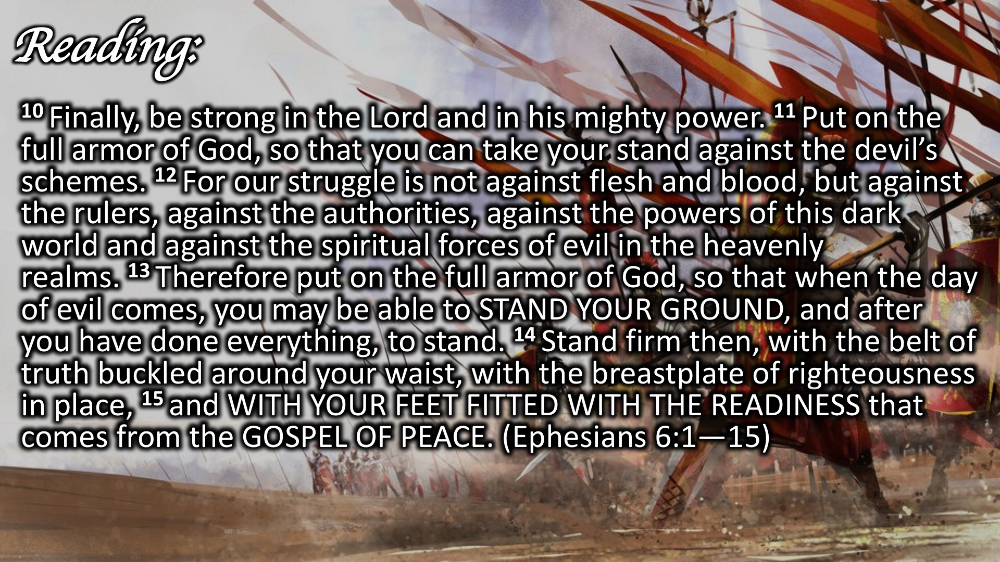 Reading:
10 Finally, be strong in the Lord and in his mighty power. 11 Put on the
full armor of God, so that you can take your stand against the devil’s
schemes. 12 For our struggle is not against flesh and blood, but against
the rulers, against the authorities, against the powers of this dark
world and against the spiritual forces of evil in the heavenly
realms. 13 Therefore put on the full armor of God, so that when the day
of evil comes, you may be able to STAND YOUR GROUND, and after
you have done everything, to stand. 14 Stand firm then, with the belt of
truth buckled around your waist, with the breastplate of righteousness
in place, 15 and WITH YOUR FEET FITTED WITH THE READINESS that
comes from the GOSPEL OF PEACE. (Ephesians 6:1—15)